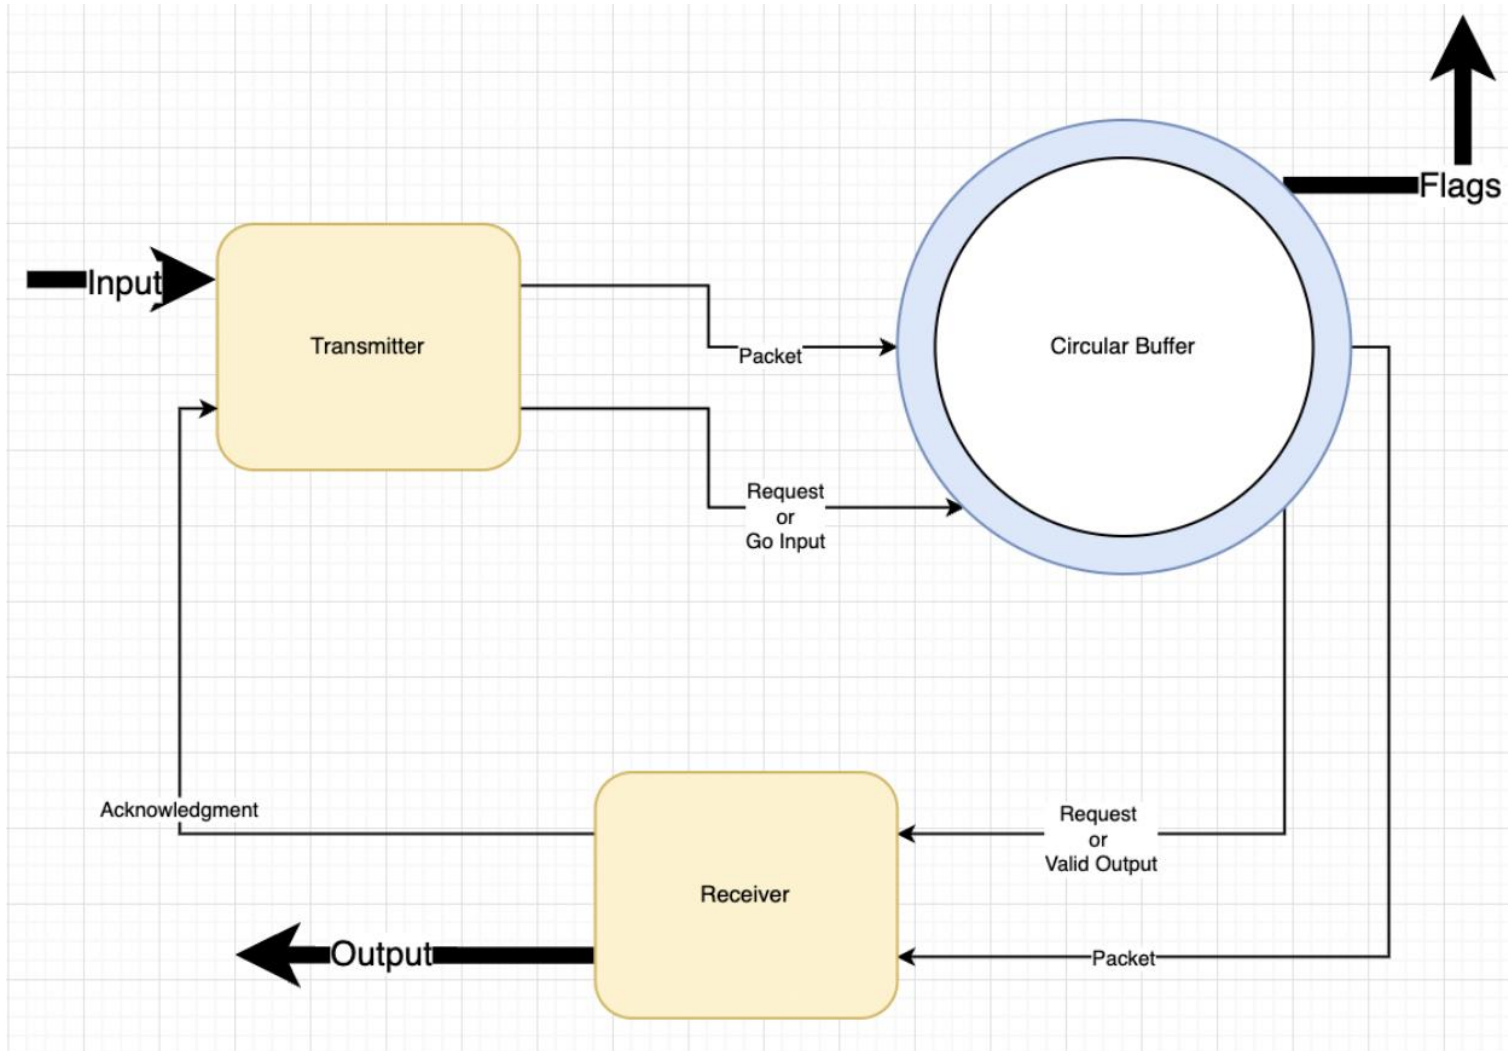 Flags
Input
Transmitter
Circular Buffer
Packet
Request
or
Go Input
Acknowledgment
Request
or
Valid Output
Receiver
Output
Packet